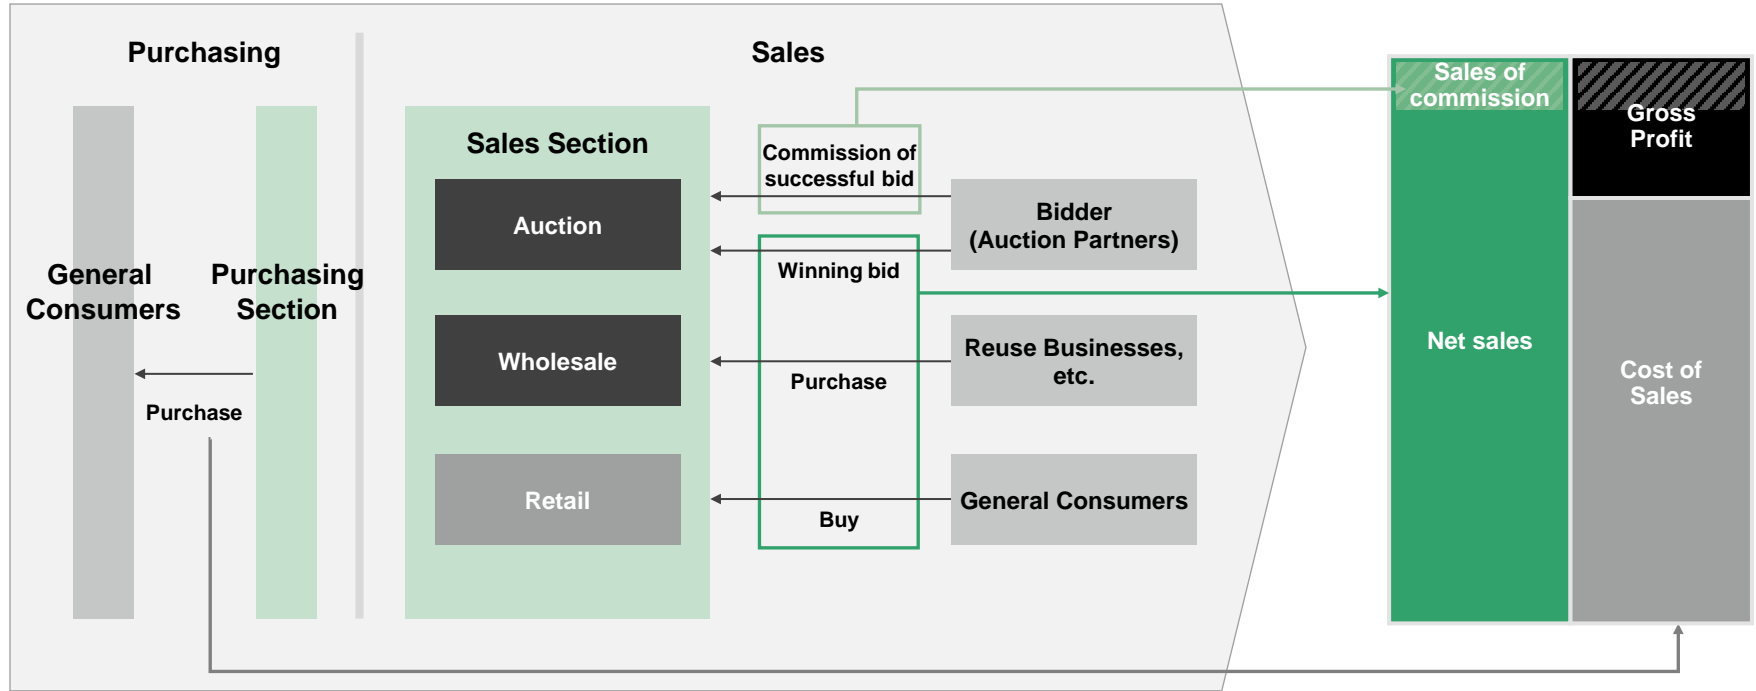 Purchasing
Sales
General
Consumers
Purchasing
Section
Purchase
Sales Section
Auction
Wholesale
Retail
Commission of
successful bid
Winning bid
Purchase
Buy
Bidder
(Auction Partners)
Reuse Businesses,
etc.
General Consumers
Sales of
commission
Net sales
Gross
Profit
Cost of
Sales